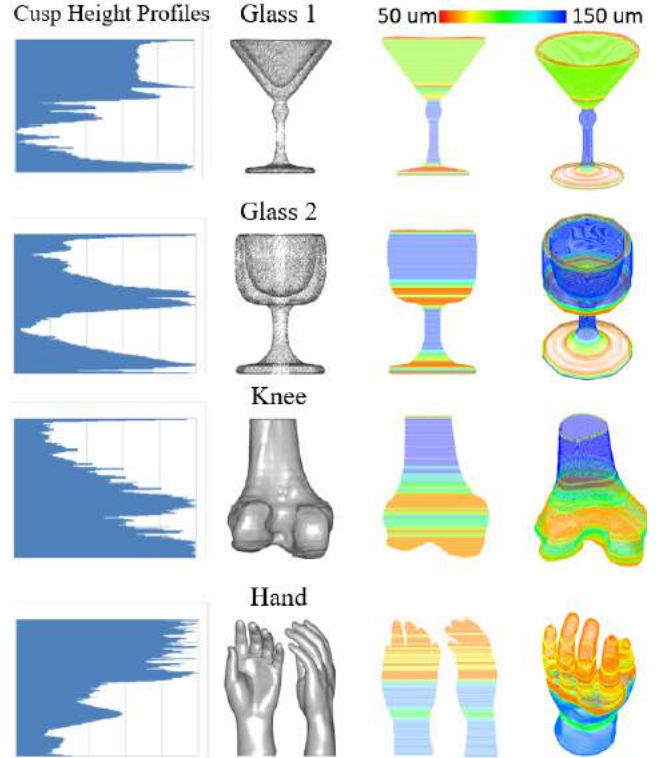 Cusp Height Profiles
Glass 1
50 um 150 um
Glass 2
Knee
Hand